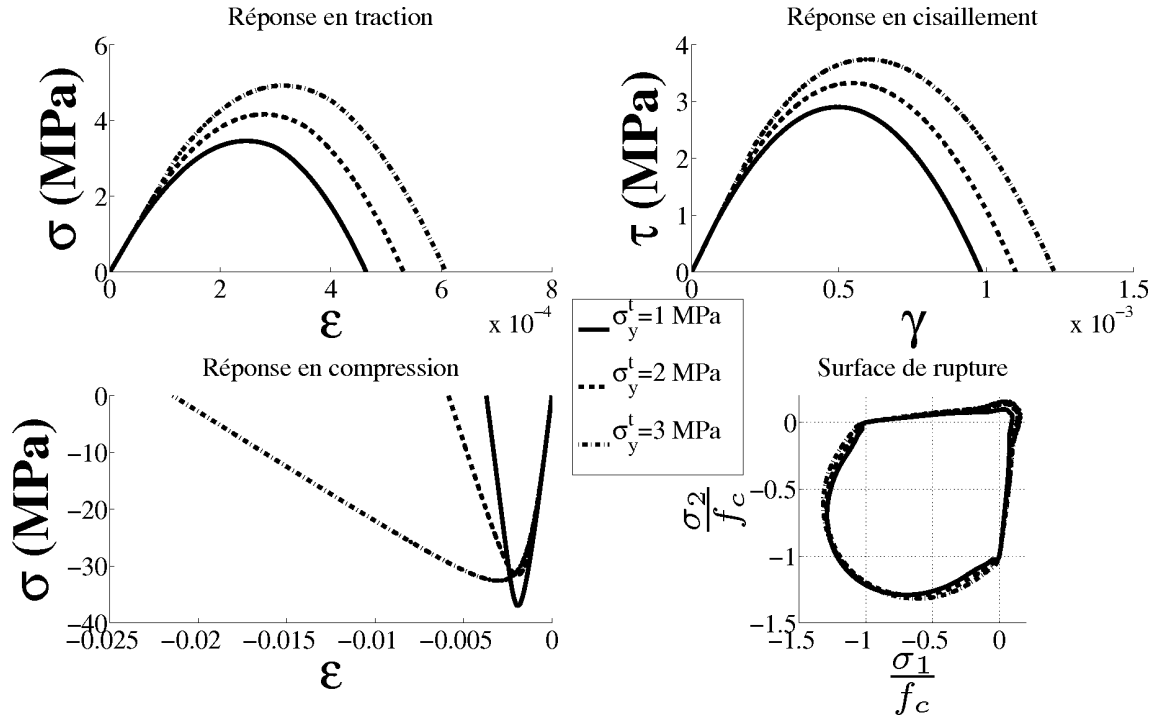 Réponse en traction
6
4
2
0
σ (MPa)
0 2 4 6 8
x 10⁻⁴
ε
Réponse en cisaillement
4
3
2
1
0
τ (MPa)
0 0.5 1 1.5
x 10⁻³
γ
σ_y^t=1 MPa
σ_y^t=2 MPa
σ_y^t=3 MPa
Réponse en compression
0
−10
−20
−30
−40
σ (MPa)
−0.025 −0.02 −0.015 −0.01 −0.005 0
ε
Surface de rupture
0
−0.5
−1
−1.5
σ2
fc
−1.5 −1 −0.5 0
σ1
fc